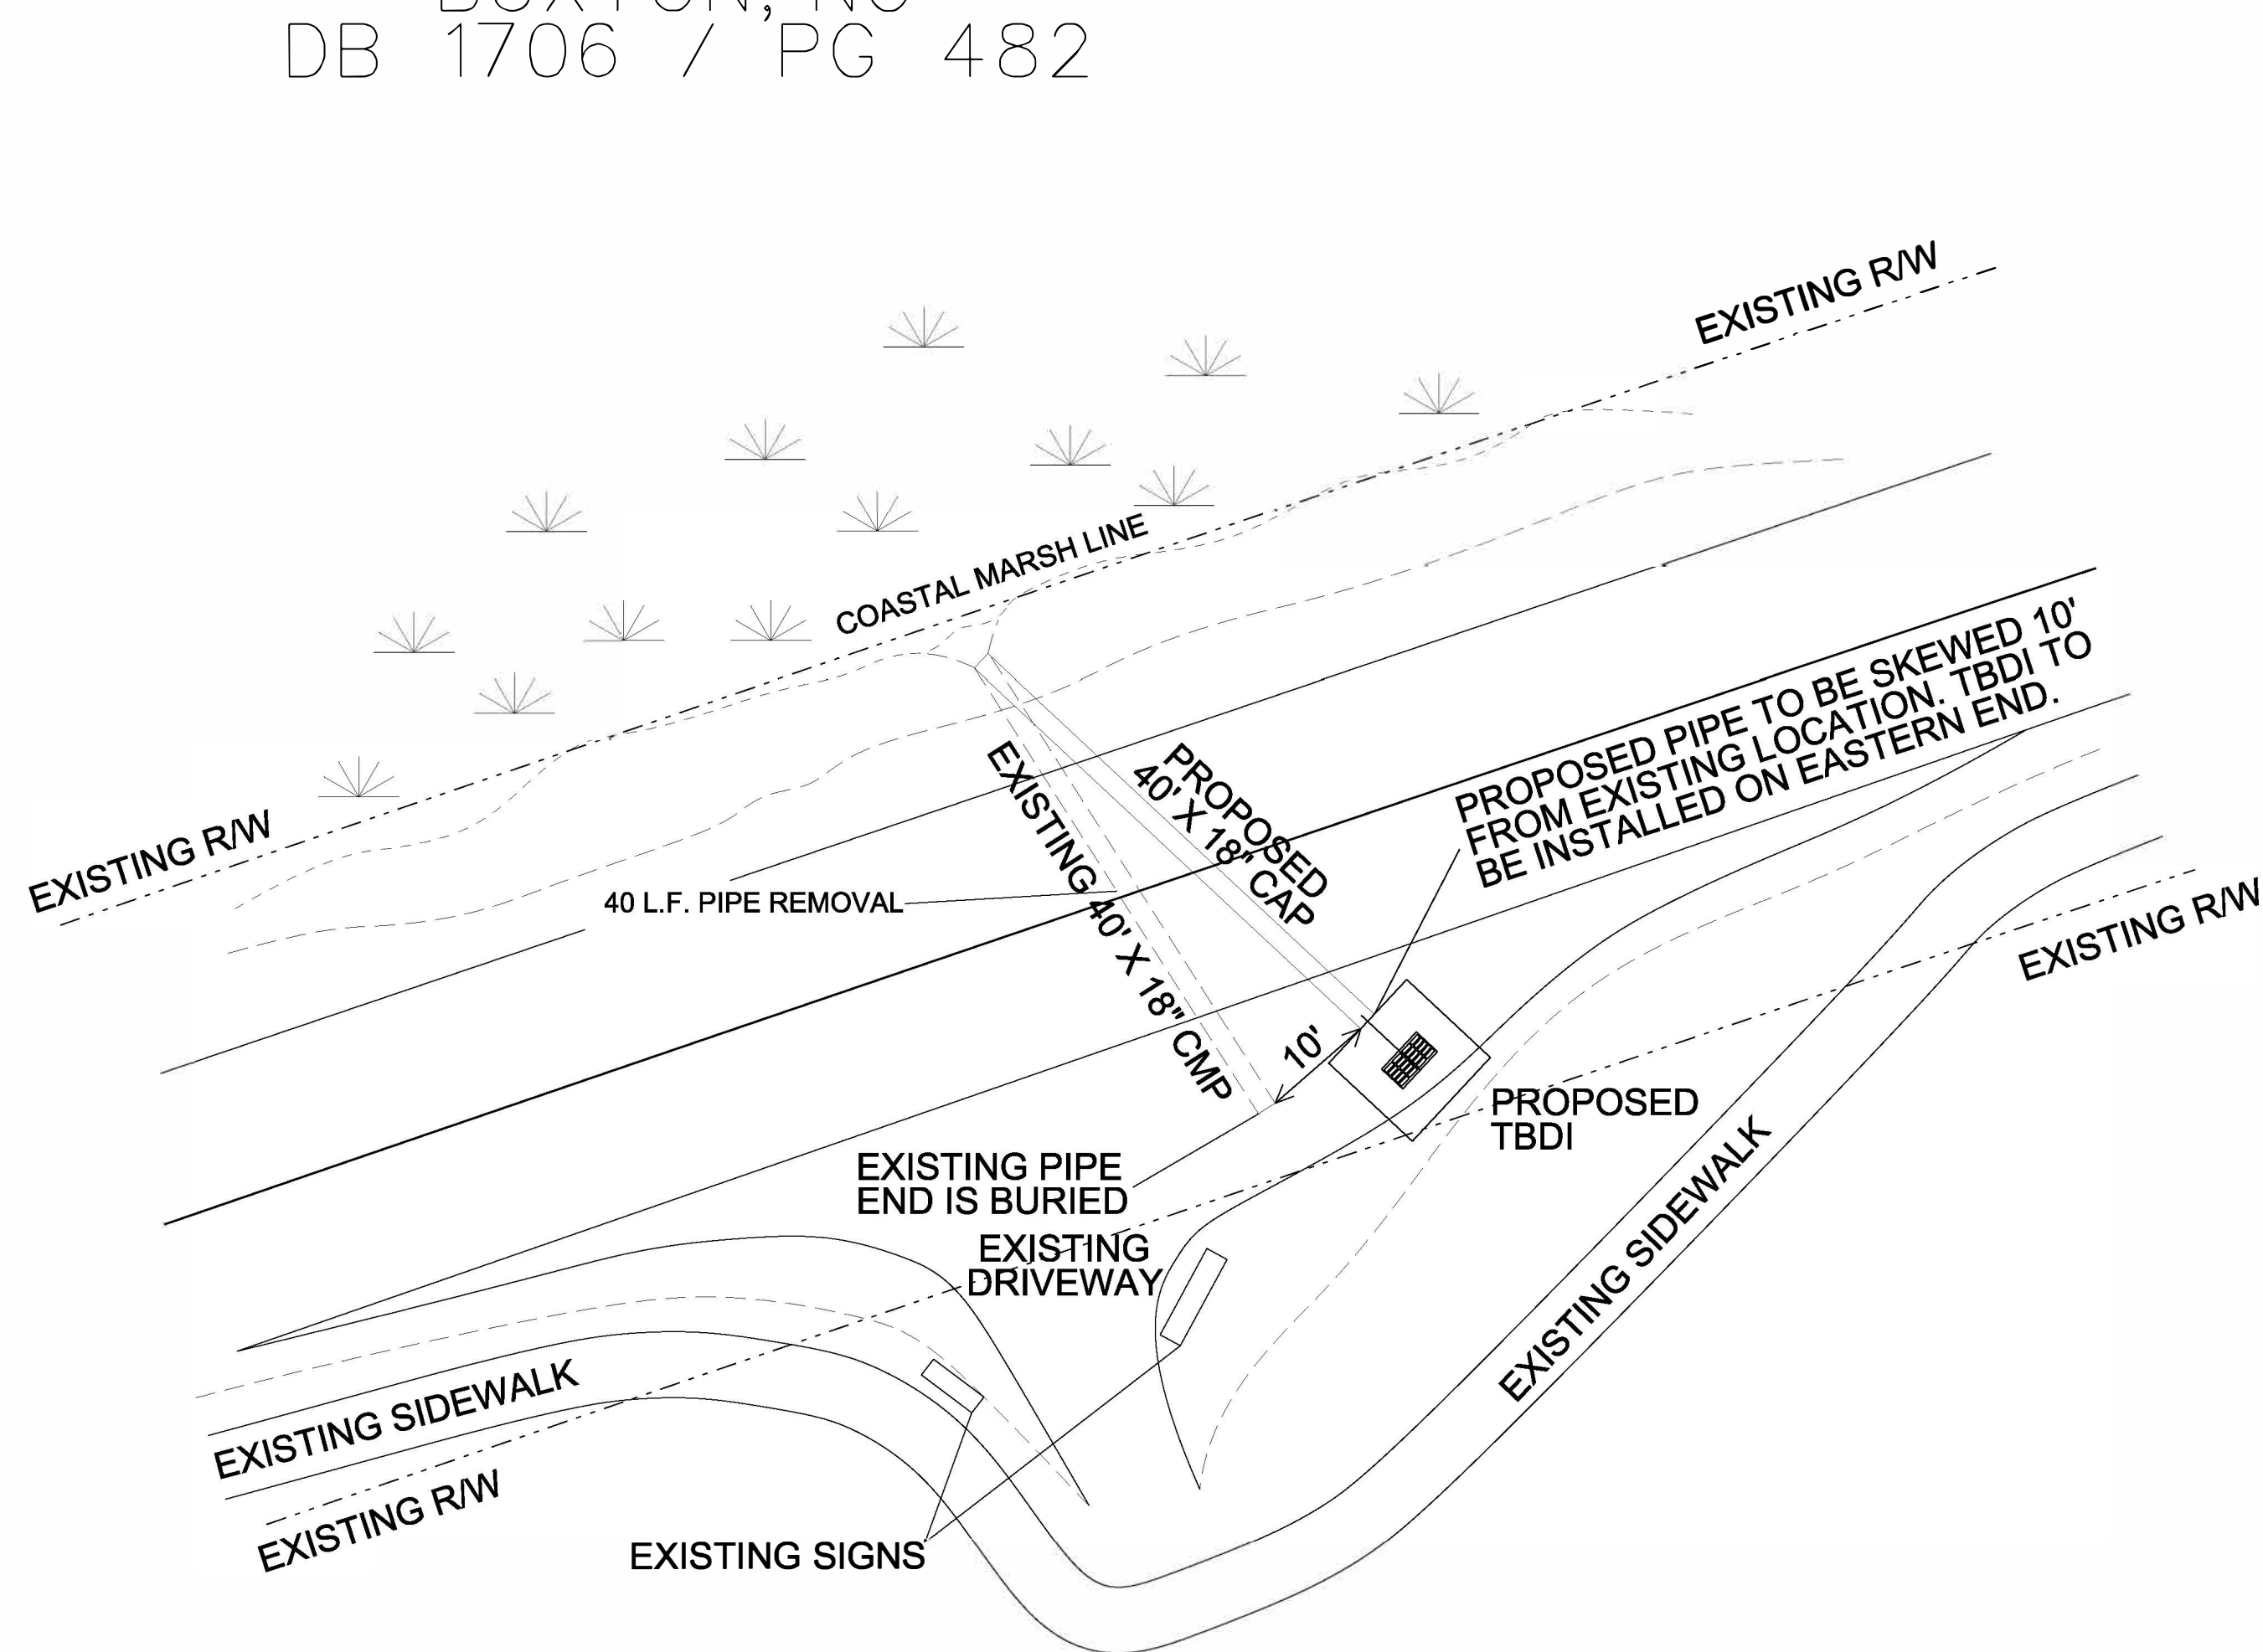 BUXTON, NC
DB 1706 / PG 482
EXISTING R/W
COASTAL MARSH LINE
EXISTING R/W
PROPOSED PIPE TO BE SKEWED 10'
FROM EXISTING LOCATION. TBDI TO
BE INSTALLED ON EASTERN END.
PROPOSED
40' X 18" CAP
EXISTING 40' X 18" CMP
40 L.F. PIPE REMOVAL
EXISTING R/W
10'
PROPOSED
TBDI
EXISTING PIPE
END IS BURIED
EXISTING
DRIVEWAY
EXISTING SIDEWALK
EXISTING SIDEWALK
EXISTING R/W
EXISTING SIGNS